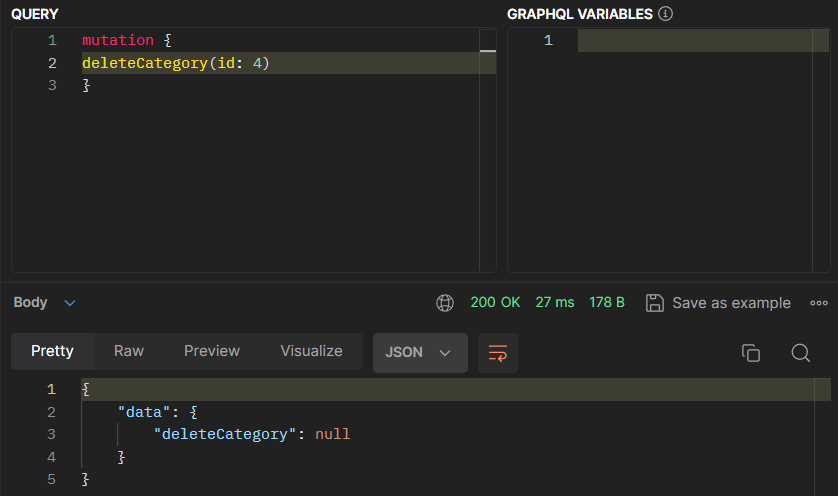 QUERY
GRAPHQL VARIABLES
1 mutation {
2 deleteCategory(id: 4)
3 }
1
Body
200 OK 27 ms 178 B Save as example
Pretty Raw Preview Visualize JSON
1 {
2 "data": {
3 "deleteCategory": null
4 }
5 }